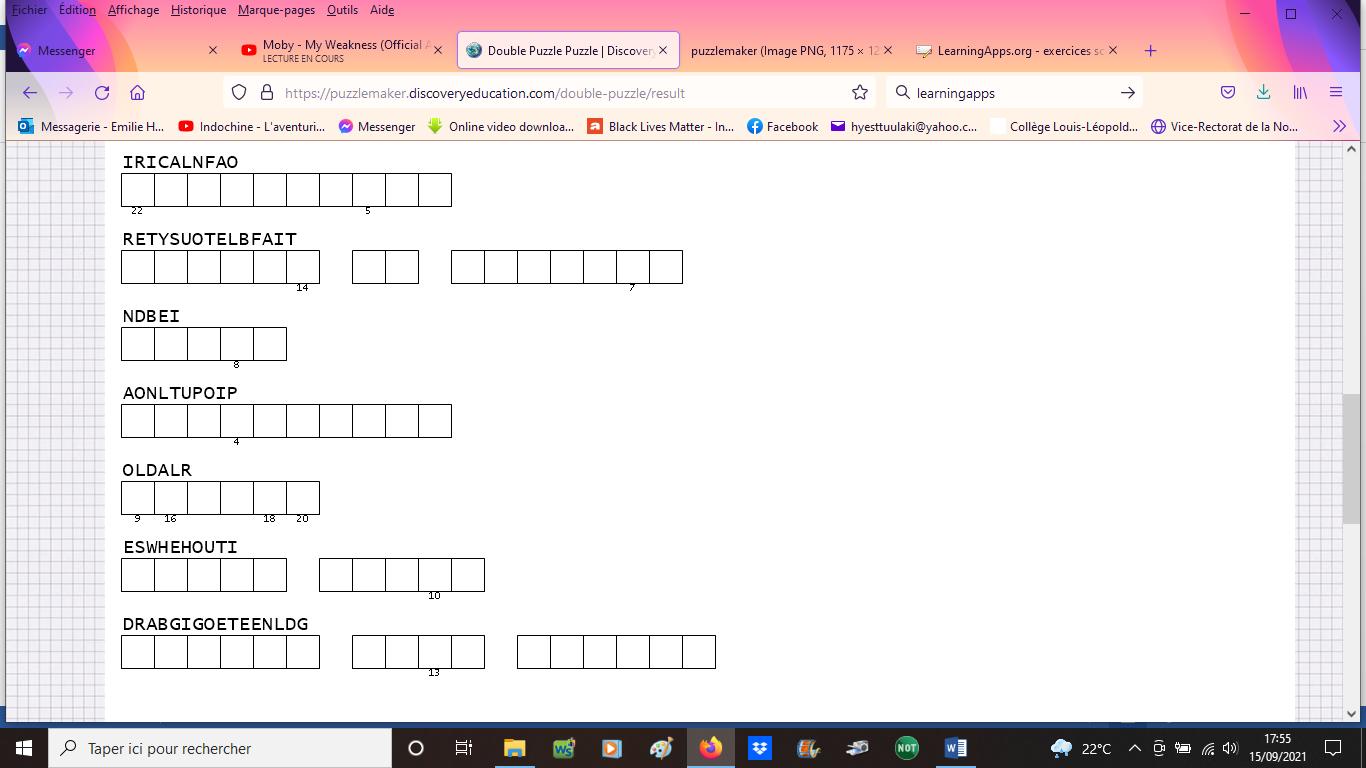 Fichier Édition Affichage Historique Marque-pages Outils Aide
Messenger
Moby - My Weakness (Official A
LECTURE EN COURS
Double Puzzle Puzzle | Discovery
puzzlemaker (Image PNG, 1175 × 12
LearningApps.org - exercices sc
https://puzzlemaker.discoveryeducation.com/double-puzzle/result
learningapps
Messagerie - Emilie H...
Indochine - L'aventuri...
Messenger
Online video downloa...
Black Lives Matter - In...
Facebook
hyesttuulaki@yahoo.c...
Collège Louis-Léopold...
Vice-Rectorat de la No...
IRICALNFAO
22 5
RETYSUOTELBFAIT
14 7
NDBEI
8
AONLTUPOIP
4
OLDALR
9 16 18 20
ESWHEHOUTI
10
DRABGIGOETEENLDG
13
Taper ici pour rechercher
NOT
22°C
17:55
15/09/2021